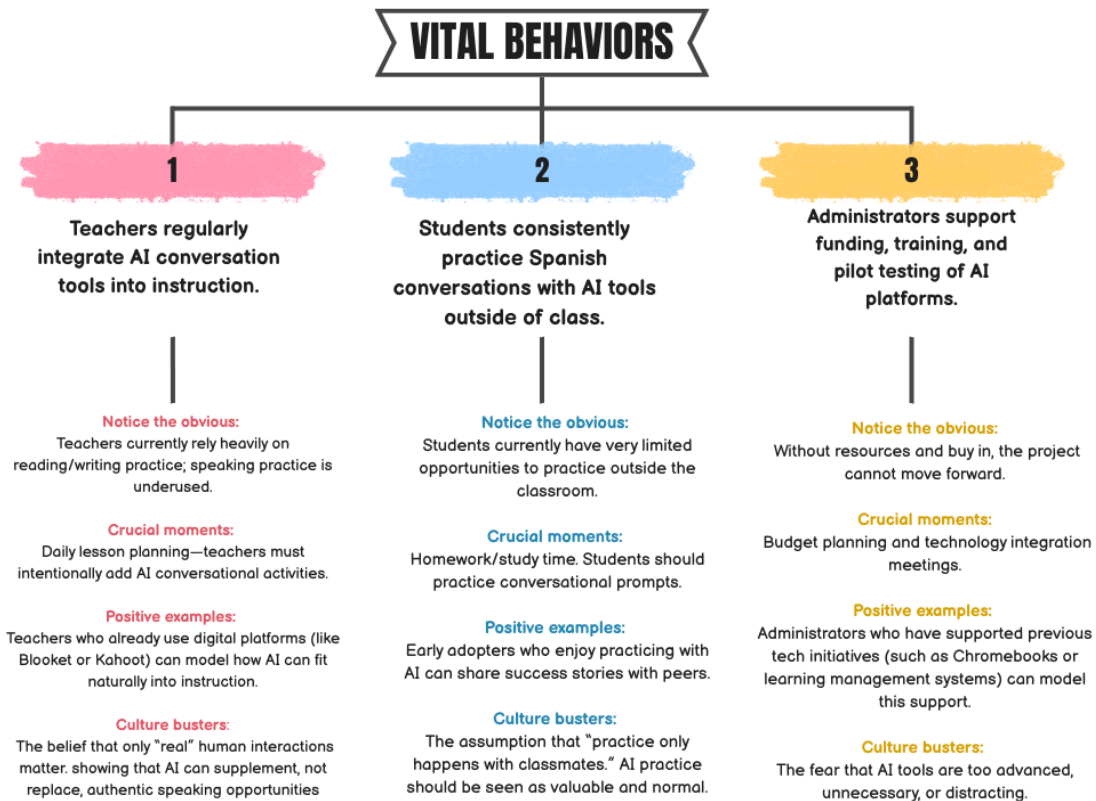 VITAL BEHAVIORS
1
Teachers regularly
integrate AI conversation
tools into instruction.
Notice the obvious:
Teachers currently rely heavily on
reading/writing practice; speaking practice is
underused.
Crucial moments:
Daily lesson planning—teachers must
intentionally add AI conversational activities.
Positive examples:
Teachers who already use digital platforms (like
Blooket or Kahoot) can model how AI can fit
naturally into instruction.
Culture busters:
The belief that only “real” human interactions
matter. showing that AI can supplement, not
replace, authentic speaking opportunities
2
Students consistently
practice Spanish
conversations with AI tools
outside of class.
Notice the obvious:
Students currently have very limited
opportunities to practice outside the
classroom.
Crucial moments:
Homework/study time. Students should
practice conversational prompts.
Positive examples:
Early adopters who enjoy practicing with
AI can share success stories with peers.
Culture busters:
The assumption that “practice only
happens with classmates.” AI practice
should be seen as valuable and normal.
3
Administrators support
funding, training, and
pilot testing of AI
platforms.
Notice the obvious:
Without resources and buy in, the project
cannot move forward.
Crucial moments:
Budget planning and technology integration
meetings.
Positive examples:
Administrators who have supported previous
tech initiatives (such as Chromebooks or
learning management systems) can model
this support.
Culture busters:
The fear that AI tools are too advanced,
unnecessary, or distracting.